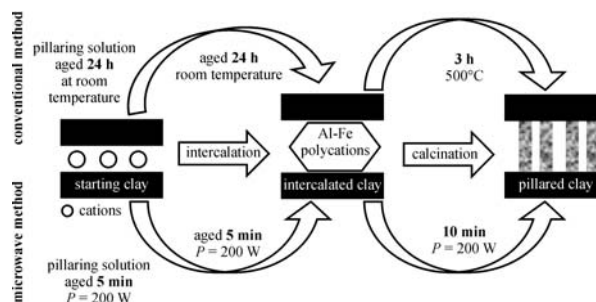 conventional method
pillaring solution
aged 24 h
at room
temperature
aged 24 h
room temperature
3 h
500°C
Al-Fe
polycations
intercalation
calcination
starting clay
intercalated clay
pillared clay
cations
microwave method
aged 5 min
P = 200 W
10 min
P = 200 W
pillaring solution
aged 5 min
P = 200 W